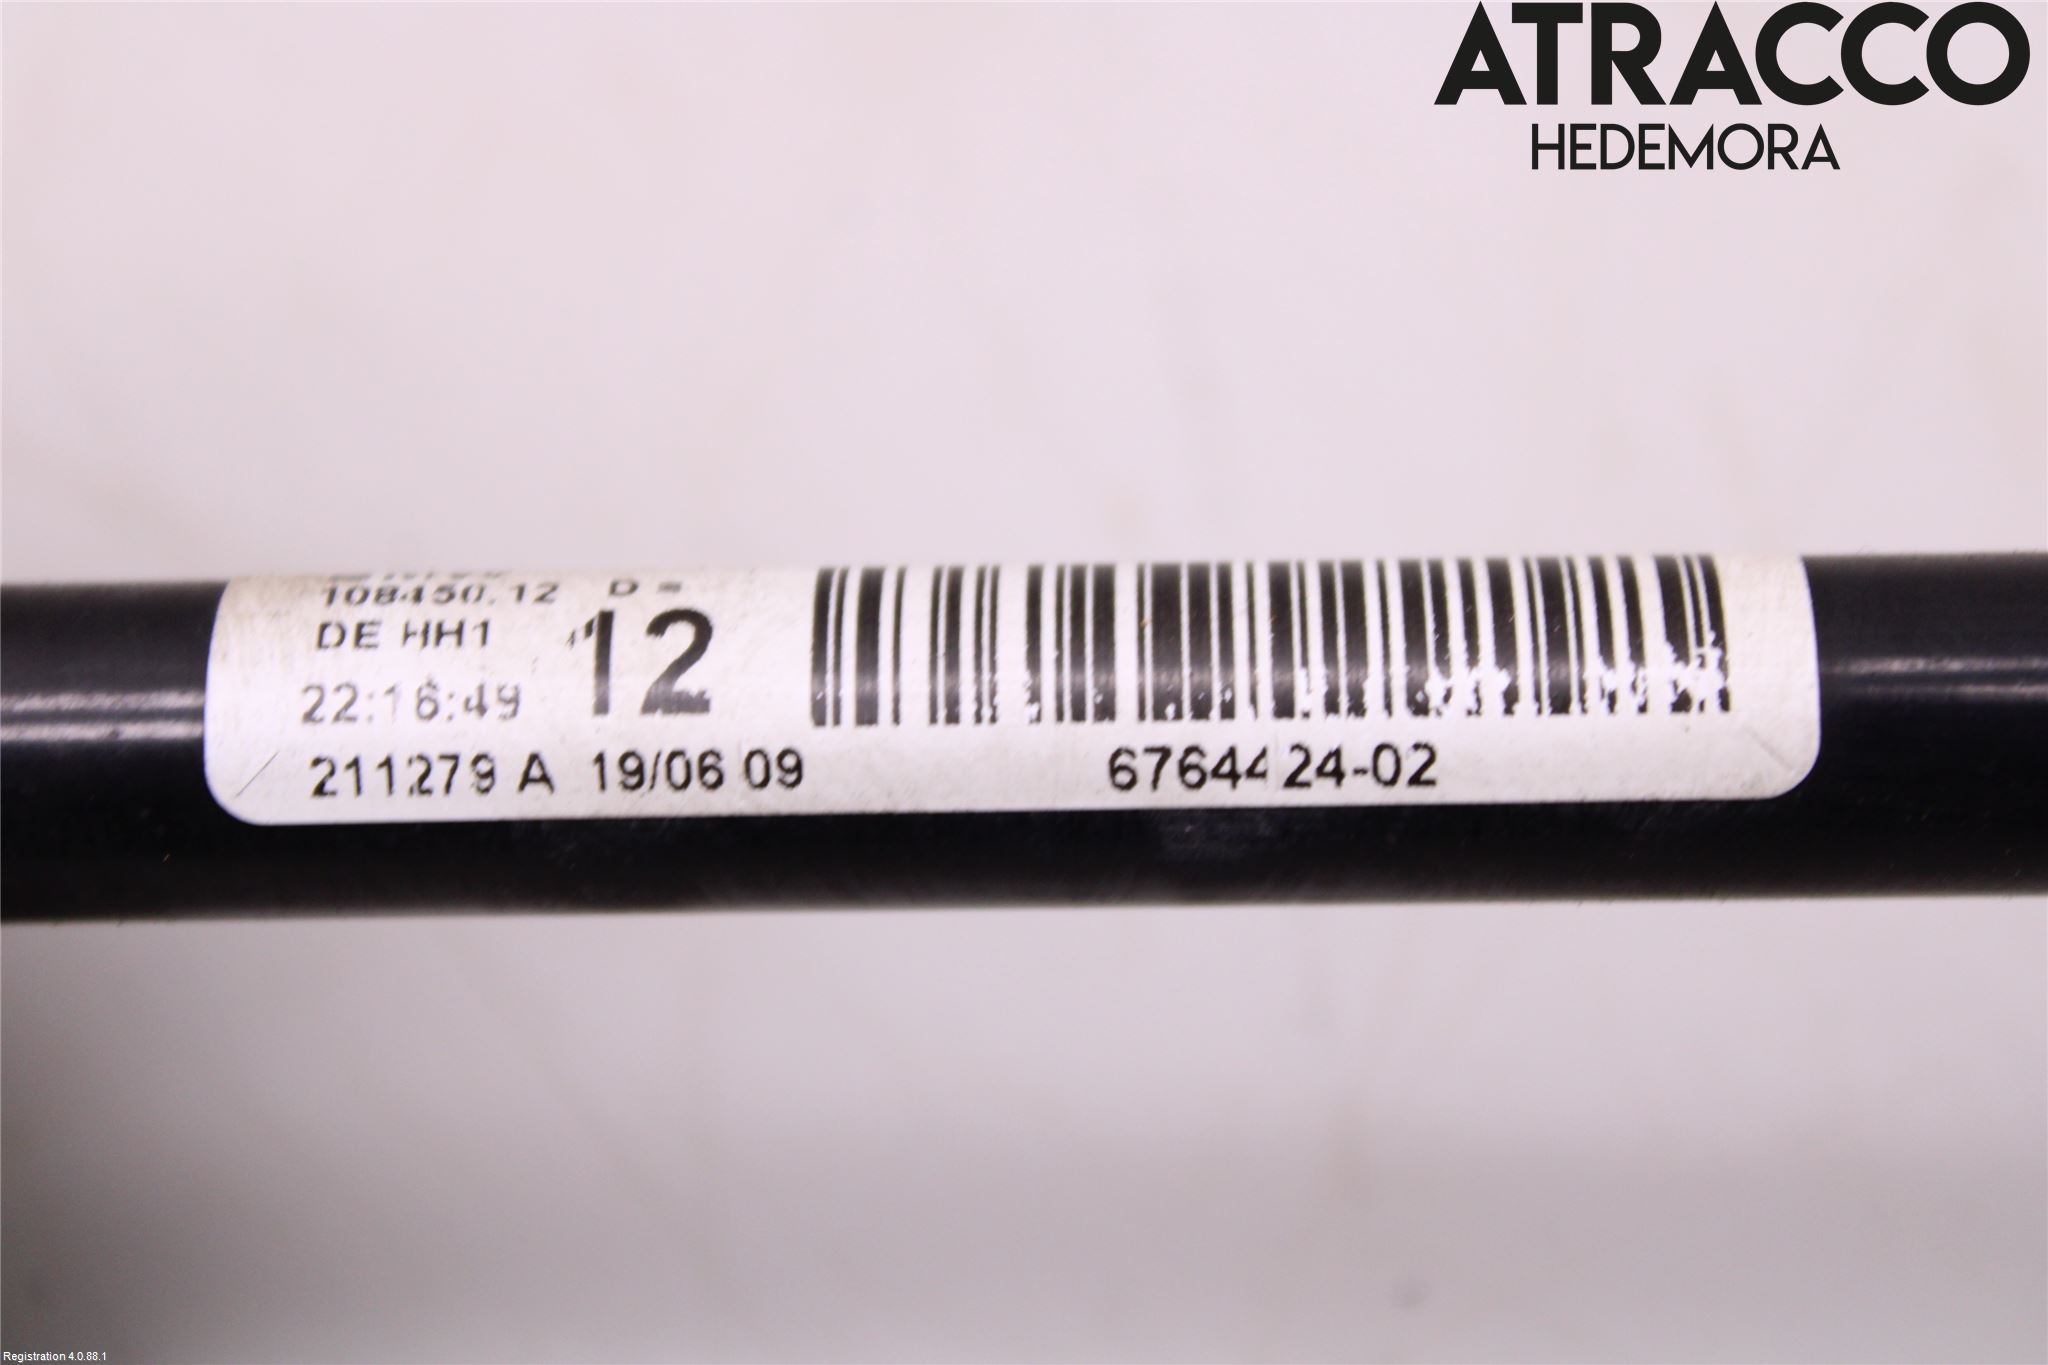 ATRACCO
HEDEMORA
108450.12 D =
DE HH1 12
22:16:49
211279 A 19/06 09 6764424-02
Registration 4.0.88.1